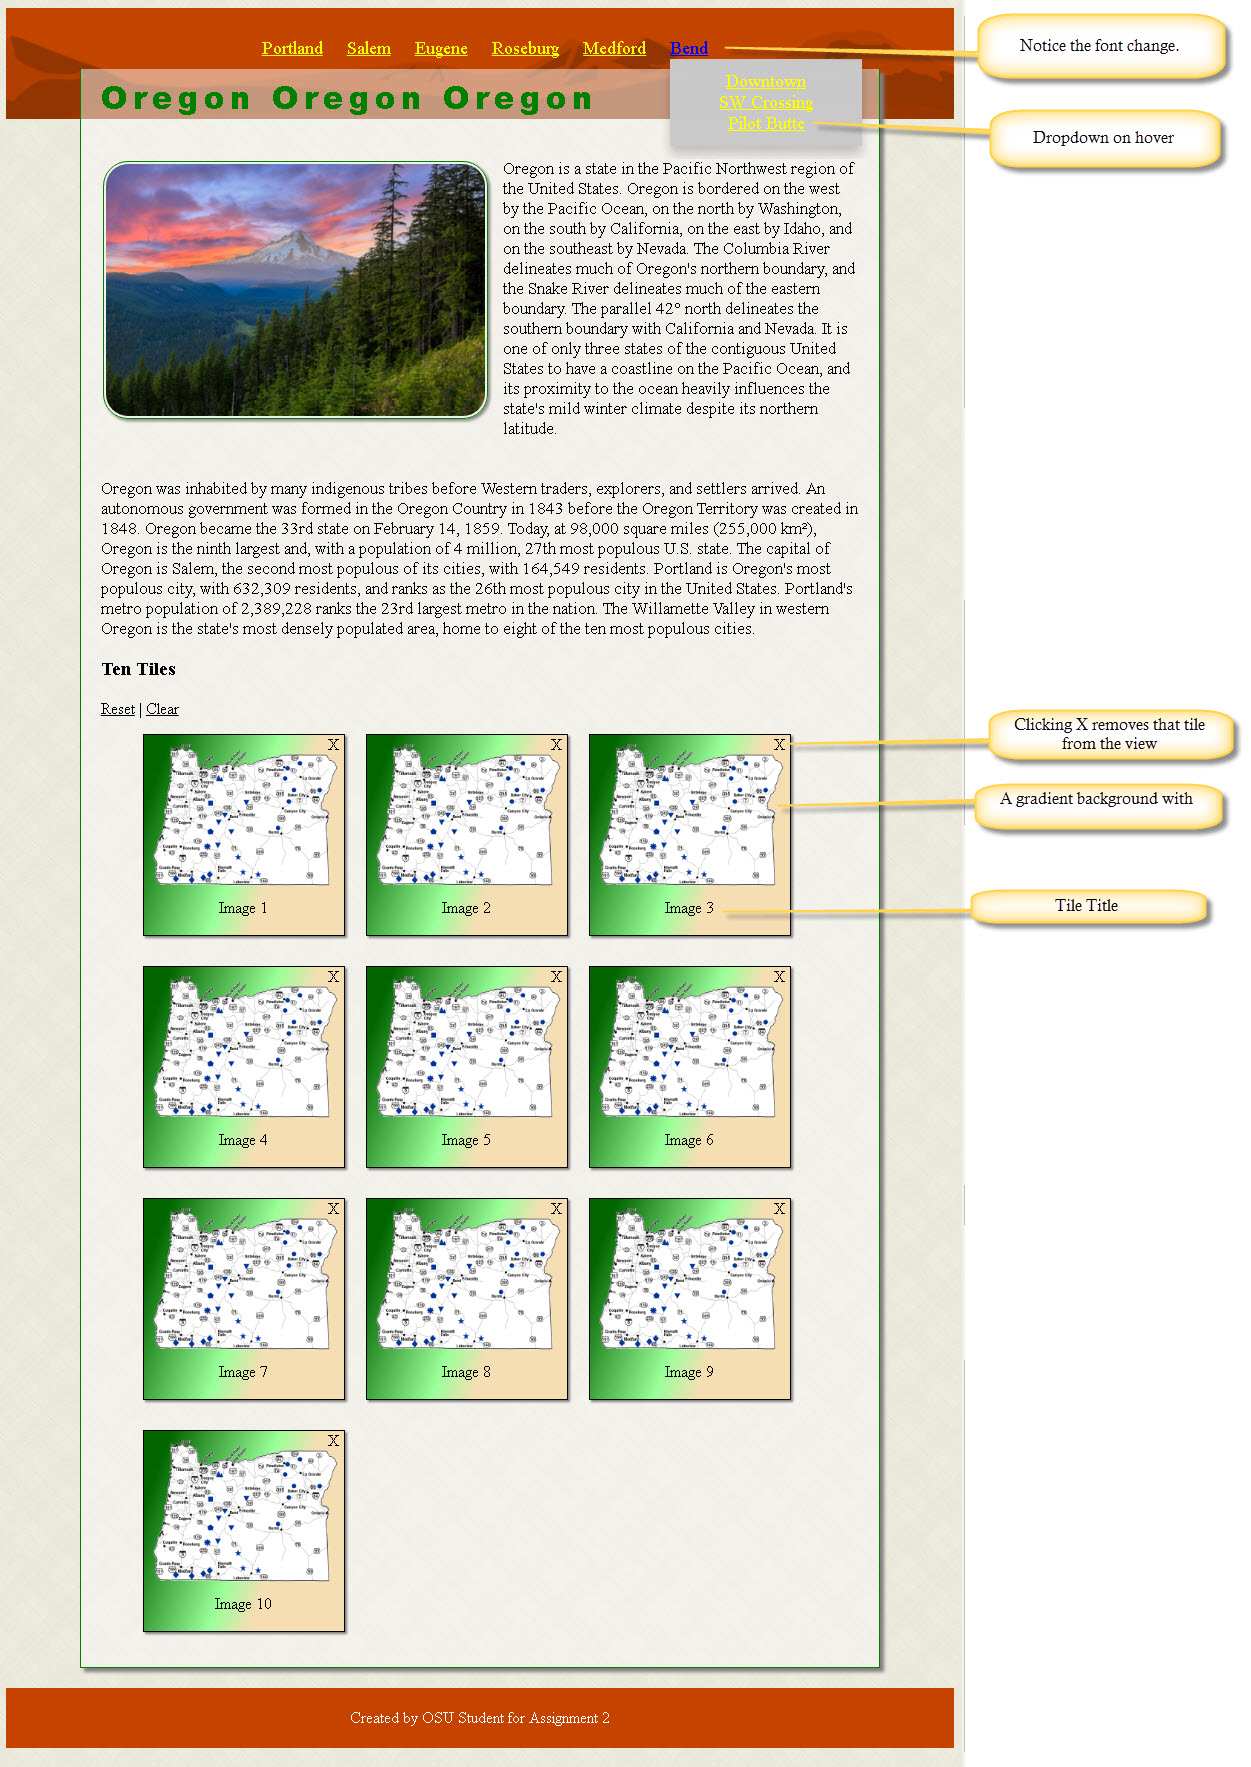 Portland Salem Eugene Roseburg Medford Bend
Notice the font change.
Downtown
SW Crossing
Pilot Butte
Dropdown on hover
Oregon Oregon Oregon
Oregon is a state in the Pacific Northwest region of
the United States. Oregon is bordered on the west
by the Pacific Ocean, on the north by Washington,
on the south by California, on the east by Idaho, and
on the southeast by Nevada. The Columbia River
delineates much of Oregon's northern boundary, and
the Snake River delineates much of the eastern
boundary. The parallel 42° north delineates the
southern boundary with California and Nevada. It is
one of only three states of the contiguous United
States to have a coastline on the Pacific Ocean, and
its proximity to the ocean heavily influences the
state's mild winter climate despite its northern
latitude.
Oregon was inhabited by many indigenous tribes before Western traders, explorers, and settlers arrived. An
autonomous government was formed in the Oregon Country in 1843 before the Oregon Territory was created in
1848. Oregon became the 33rd state on February 14, 1859. Today, at 98,000 square miles (255,000 km²),
Oregon is the ninth largest and, with a population of 4 million, 27th most populous U.S. state. The capital of
Oregon is Salem, the second most populous of its cities, with 164,549 residents. Portland is Oregon's most
populous city, with 632,309 residents, and ranks as the 26th most populous city in the United States. Portland's
metro population of 2,389,228 ranks the 23rd largest metro in the nation. The Willamette Valley in western
Oregon is the state's most densely populated area, home to eight of the ten most populous cities.
Ten Tiles
Reset | Clear
X X X
Clicking X removes that tile
from the view
A gradient background with
Image 1 Image 2 Image 3
Tile Title
X X X
Image 4 Image 5 Image 6
X X X
Image 7 Image 8 Image 9
X
Image 10
Created by OSU Student for Assignment 2